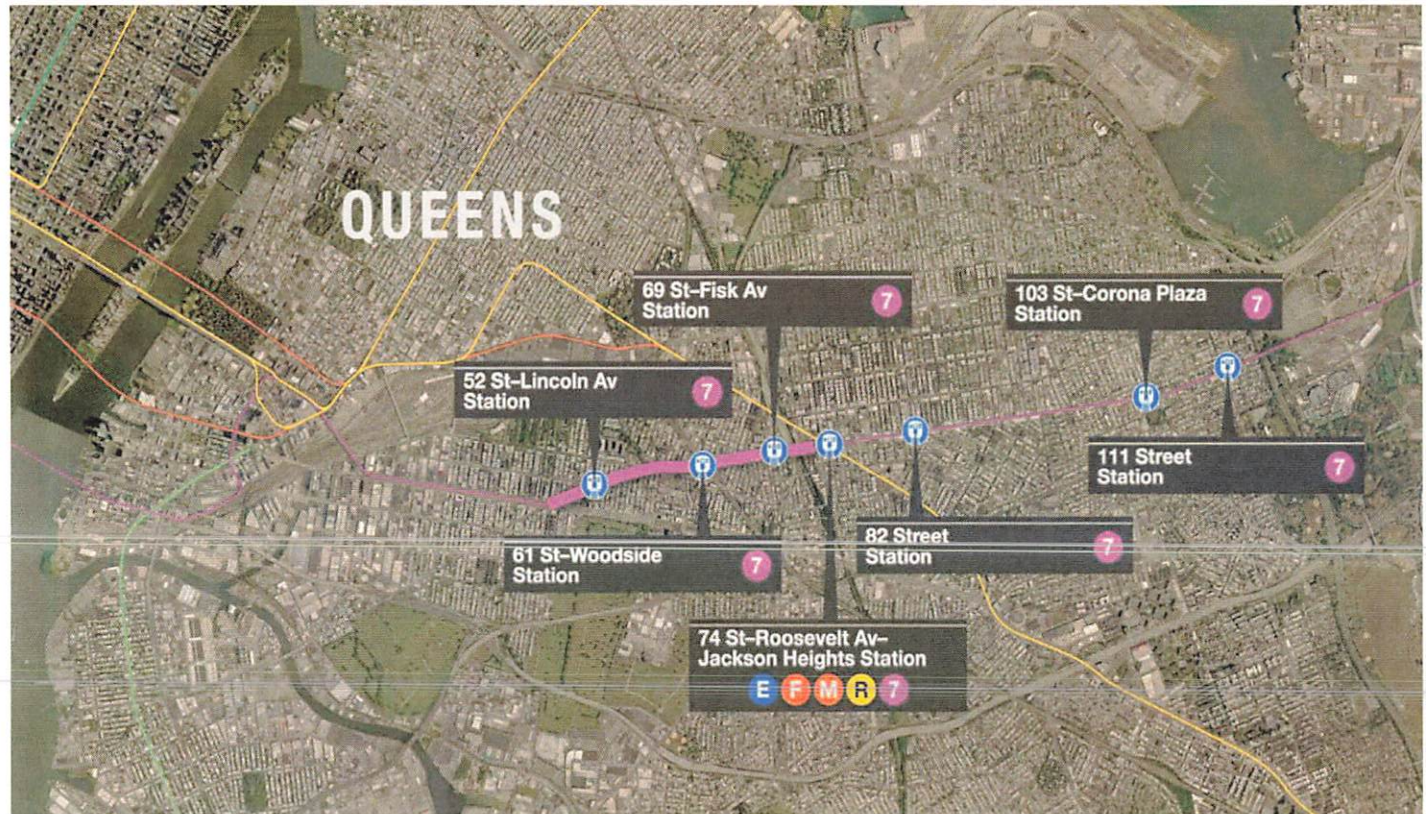 QUEENS
69 St–Fisk Av
Station
7
103 St–Corona Plaza
Station
7
52 St–Lincoln Av
Station
7
111 Street
Station
7
82 Street
Station
7
61 St–Woodside
Station
7
74 St–Roosevelt Av–
Jackson Heights Station
E F M R 7